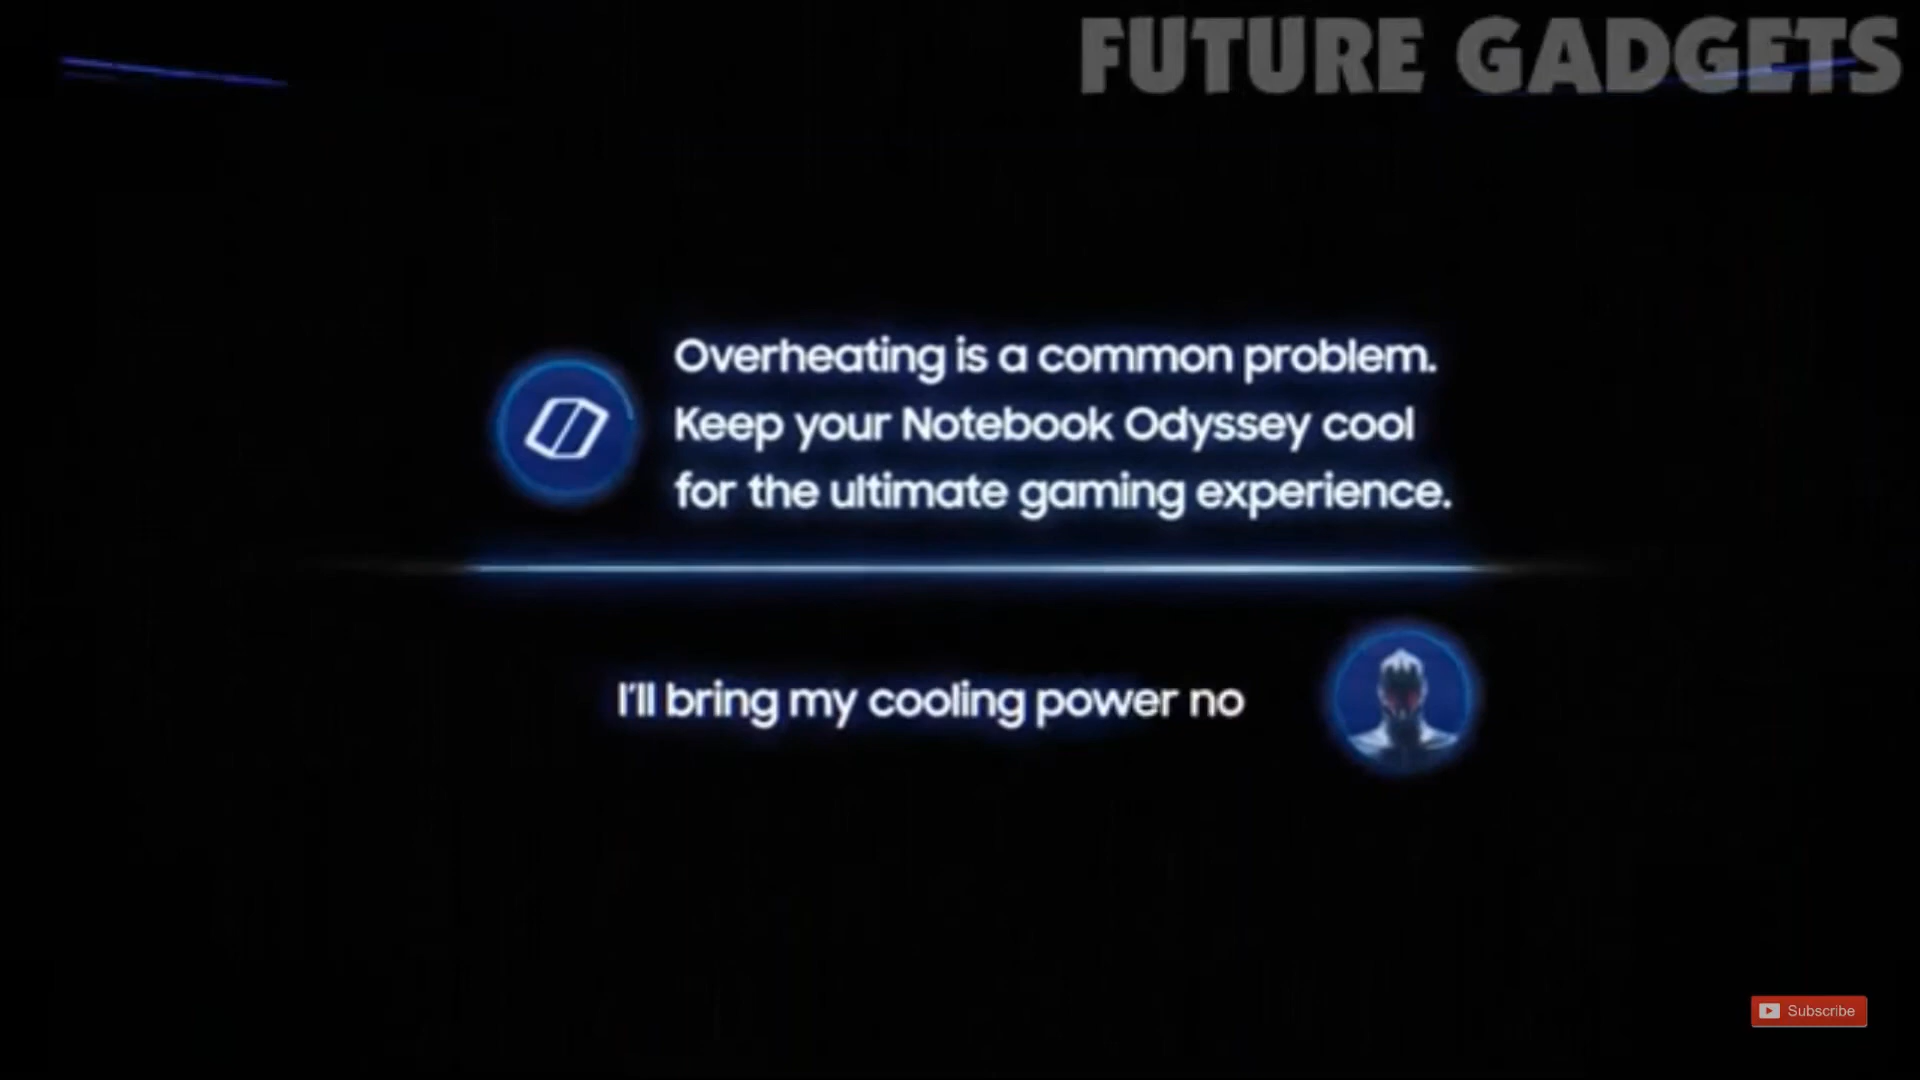 FUTURE GADGETS
Overheating is a common problem.
Keep your Notebook Odyssey cool
for the ultimate gaming experience.
I'll bring my cooling power no
Subscribe